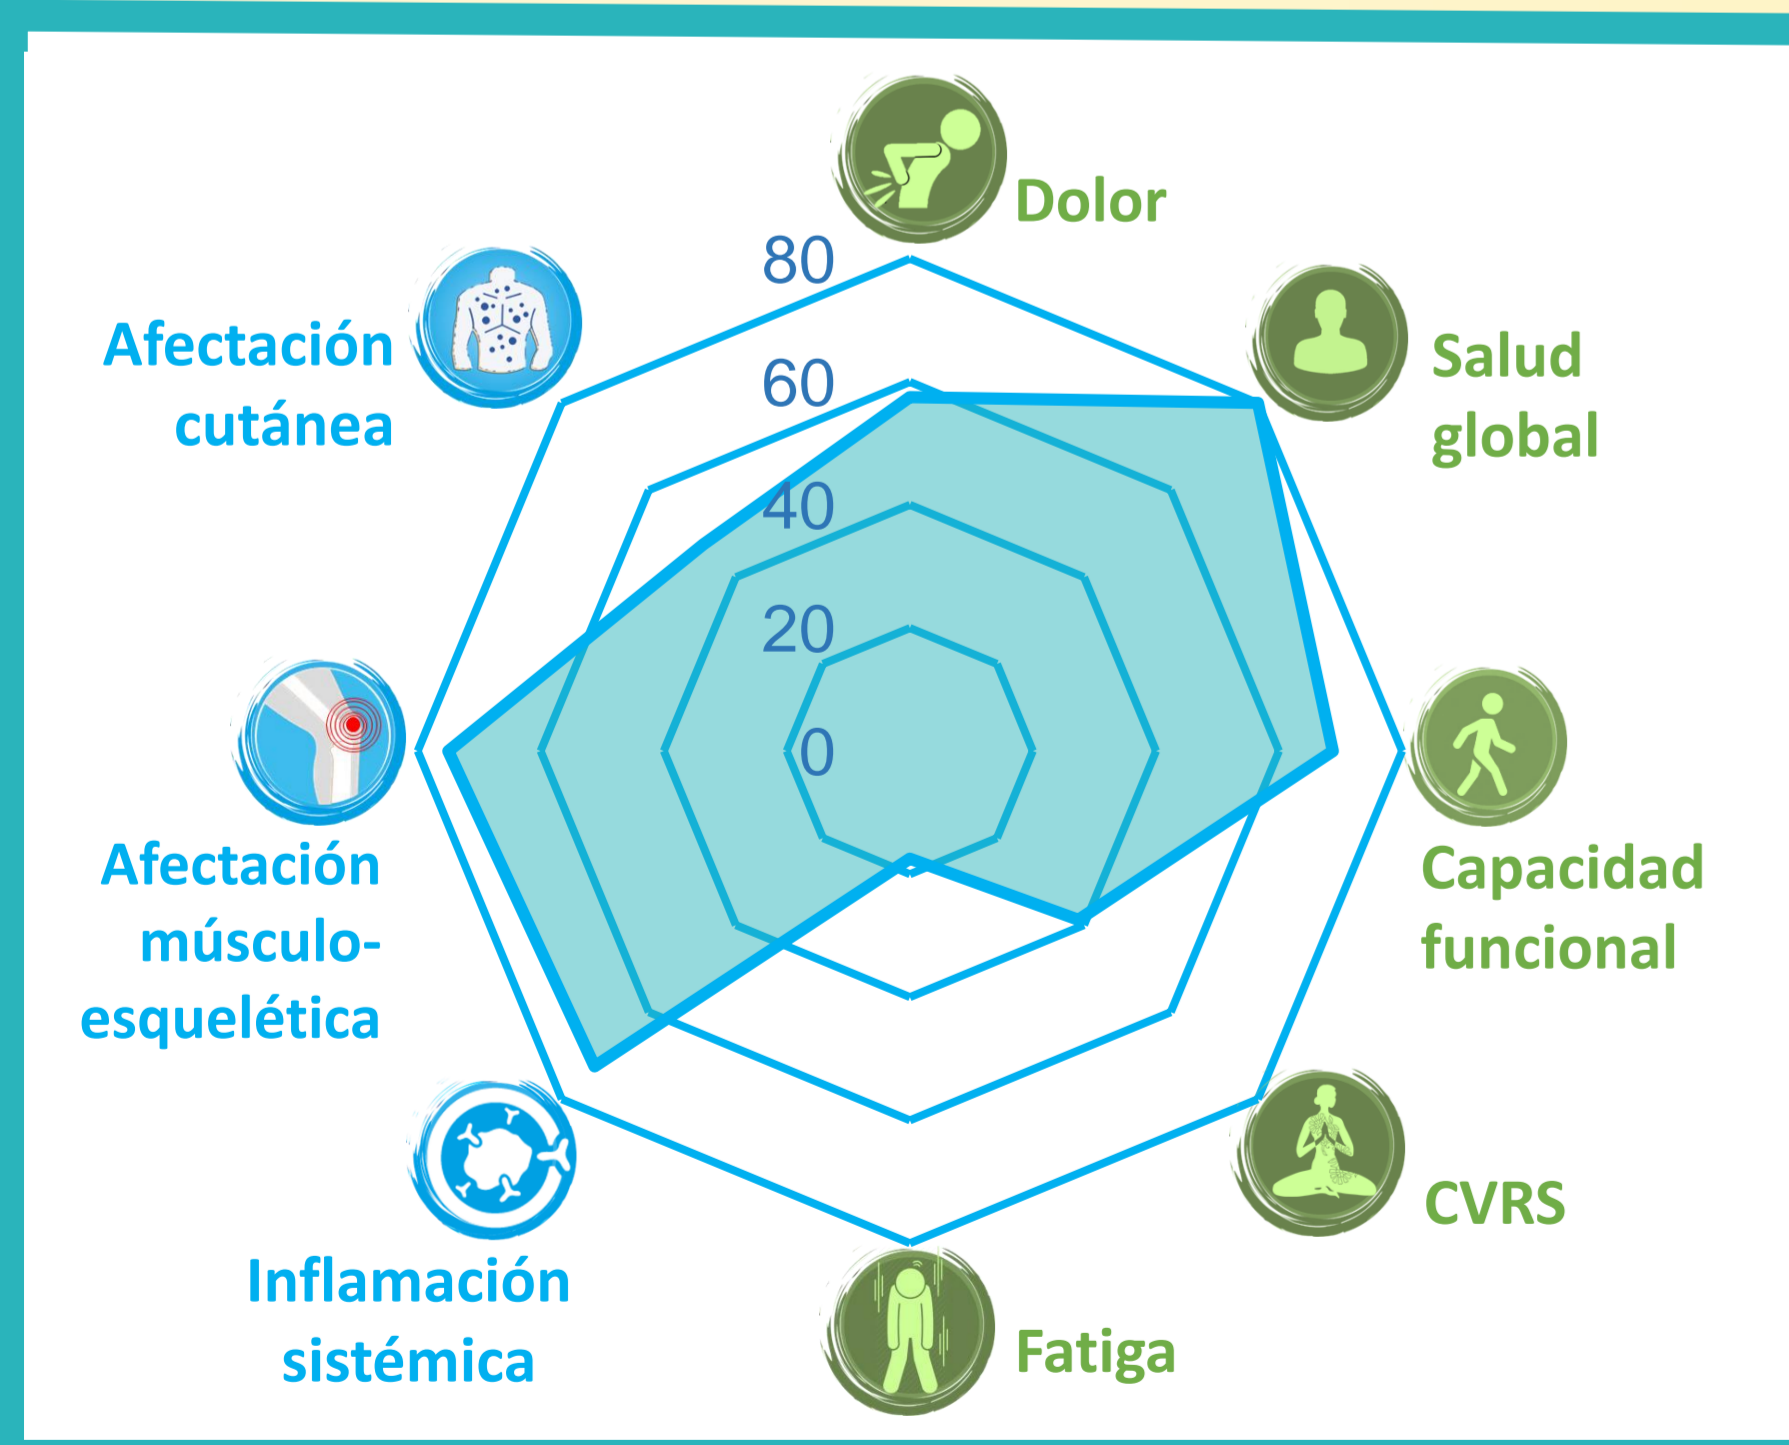 Dolor
80
Afectación
cutánea
Salud
global
60
40
20
0
Afectación
músculo-
esquelética
Capacidad
funcional
CVRS
Inflamación
sistémica
Fatiga